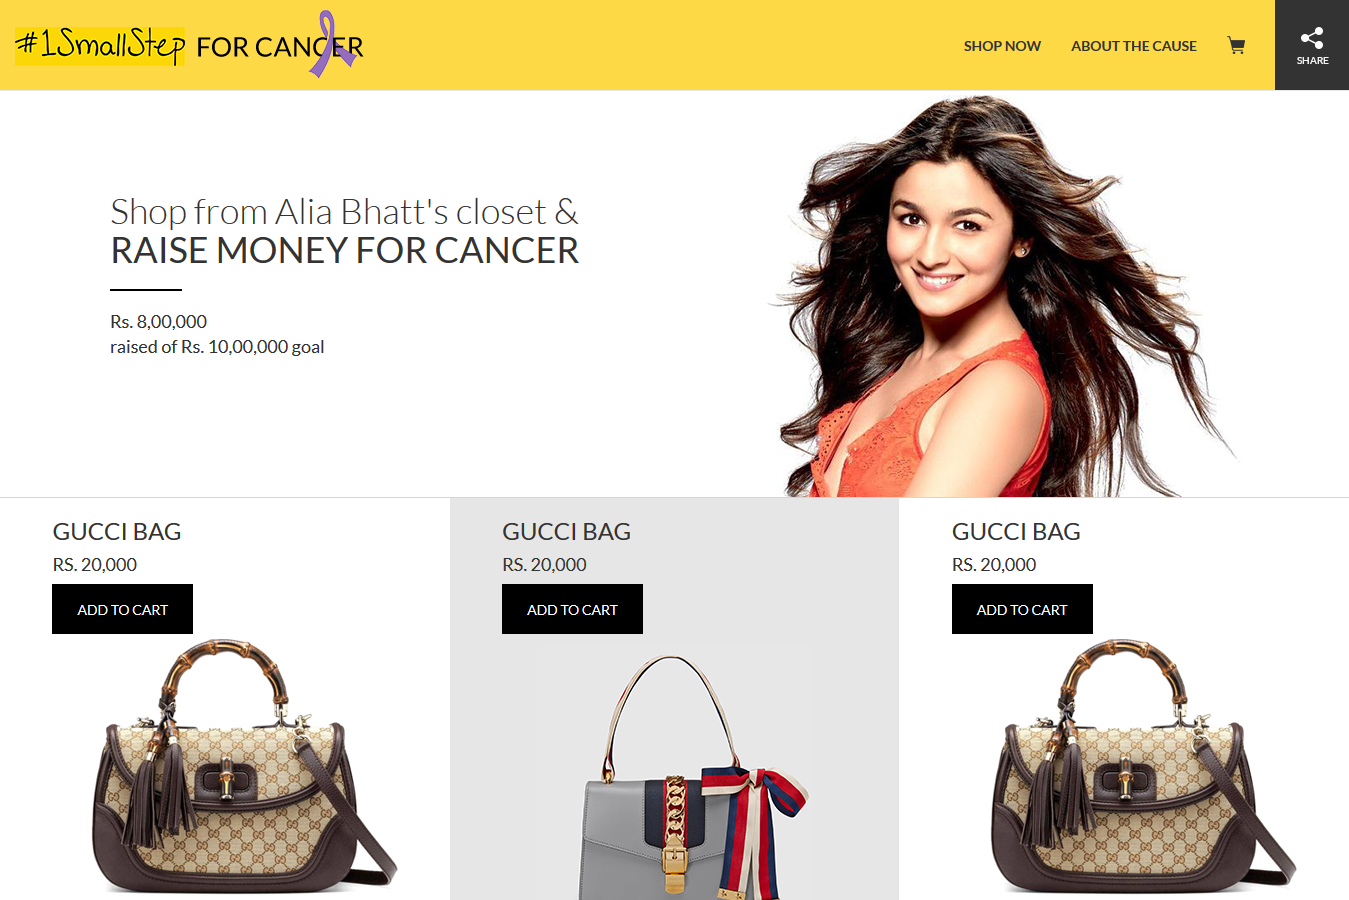 #1SmallStep FOR CANCER
SHOP NOW
ABOUT THE CAUSE
SHARE
Shop from Alia Bhatt's closet &
RAISE MONEY FOR CANCER
Rs. 8,00,000
raised of Rs. 10,00,000 goal
GUCCI BAG
RS. 20,000
ADD TO CART
GUCCI BAG
RS. 20,000
ADD TO CART
GUCCI BAG
RS. 20,000
ADD TO CART